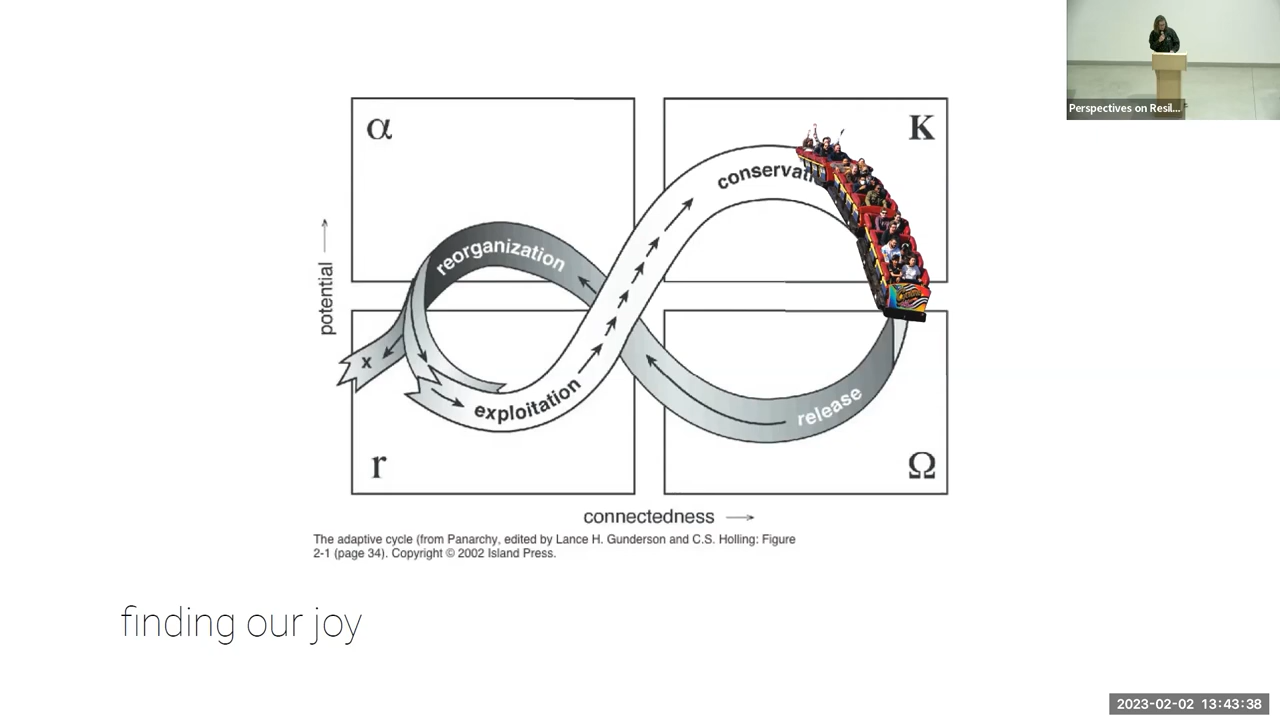 Perspectives on Resil...
α
K
conservati
reorganization
potential
x
exploitation
release
r
Ω
connectedness
The adaptive cycle (from Panarchy, edited by Lance H. Gunderson and C.S. Holling: Figure
2-1 (page 34). Copyright © 2002 Island Press.
finding our joy
2023-02-02 13:43:38